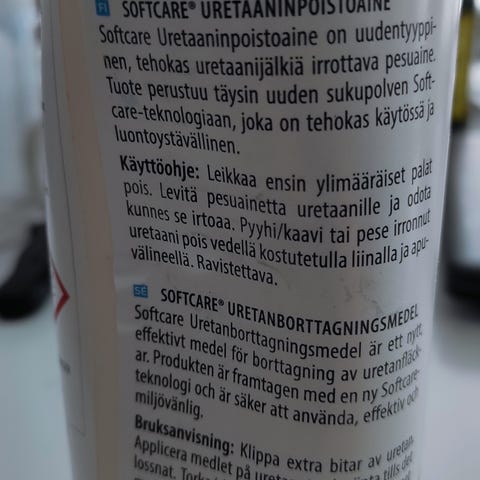 FI SOFTCARE® URETAANINPOISTOAINE
Softcare Uretaaninpoistoaine on uudentyyppi-
nen, tehokas uretaanijälkiä irrottava pesuaine.
Tuote perustuu täysin uuden sukupolven Soft-
care-teknologiaan, joka on tehokas käytössä ja
luontoystävällinen.
Käyttöohje: Leikkaa ensin ylimääräiset palat
pois. Levitä pesuainetta uretaanille ja odota
kunnes se irtoaa. Pyyhi/kaavi tai pese irronnut
uretaani pois vedellä kostutetulla liinalla ja apu-
välineellä. Ravistettava.
SE SOFTCARE® URETANBORTTAGNINGSMEDEL
Softcare Uretanborttagningsmedel är ett nytt,
effektivt medel för borttagning av uretanfläck-
ar. Produkten är framtagen med en ny Softcare-
teknologi och är säker att använda, effektiv och
miljövänlig.
Bruksanvisning: Klippa extra bitar av uretan.
Applicera medlet på tills det
lossnat.